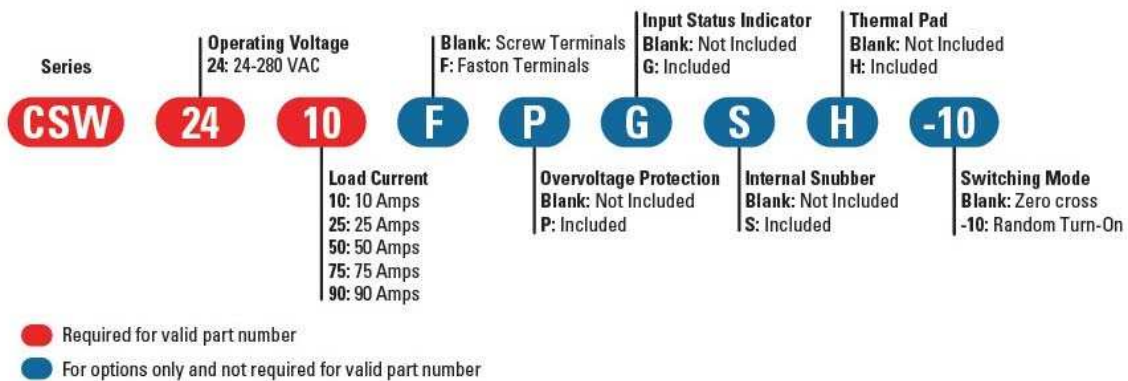 Series
Operating Voltage
24: 24-280 VAC
Blank: Screw Terminals
F: Faston Terminals
Input Status Indicator
Blank: Not Included
G: Included
Thermal Pad
Blank: Not Included
H: Included
CSW 24 10 F P G S H -10
Load Current
10: 10 Amps
25: 25 Amps
50: 50 Amps
75: 75 Amps
90: 90 Amps
Overvoltage Protection
Blank: Not Included
P: Included
Internal Snubber
Blank: Not Included
S: Included
Switching Mode
Blank: Zero cross
-10: Random Turn-On
Required for valid part number
For options only and not required for valid part number